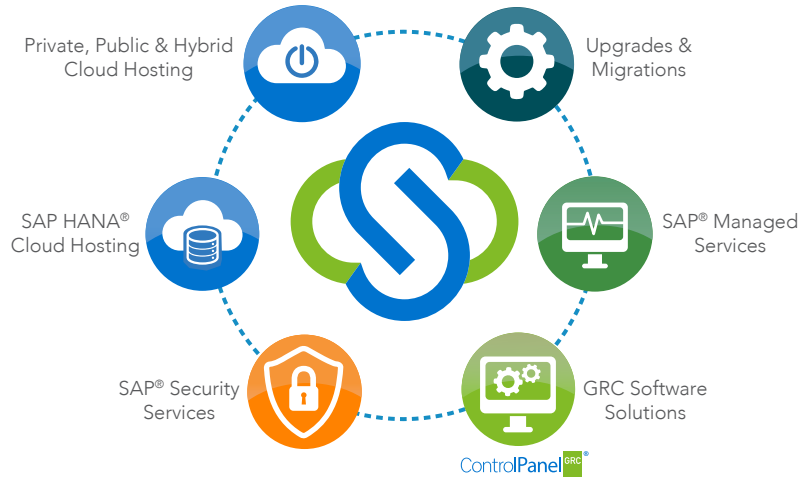 Private, Public & Hybrid
Cloud Hosting
Upgrades &
Migrations
SAP HANA®
Cloud Hosting
SAP® Managed
Services
SAP® Security
Services
GRC Software
Solutions
ControlPanel GRC®